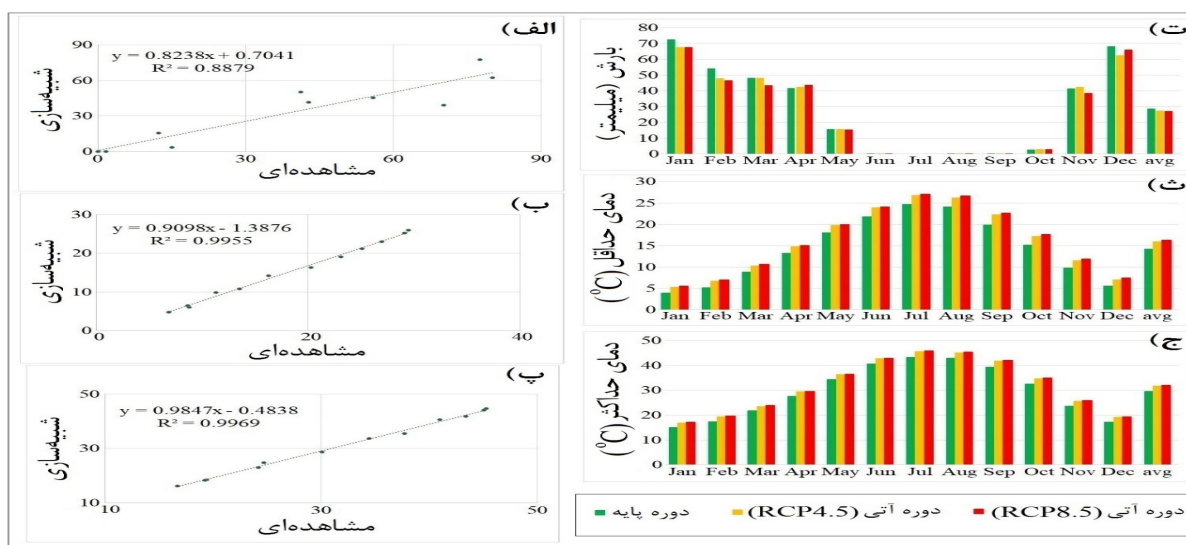 الف)
y = 0.8238x + 0.7041
R² = 0.8879
شبیه‌سازی
90
60
30
0
0 30 60 90
مشاهده‌ای
ب)
y = 0.9098x - 1.3876
R² = 0.9955
شبیه‌سازی
30
20
10
0
0 20 40
مشاهده‌ای
پ)
y = 0.9847x - 0.4838
R² = 0.9969
شبیه‌سازی
50
30
10
10 30 50
مشاهده‌ای
ت)
بارش (میلیمتر)
80
70
60
50
40
30
20
10
0
Jan Feb Mar Apr May Jun Jul Aug Sep Oct Nov Dec avg
ث)
دمای حداقل (°C)
30
25
20
15
10
5
0
Jan Feb Mar Apr May Jun Jul Aug Sep Oct Nov Dec avg
ج)
دمای حداکثر (°C)
50
40
30
20
10
0
Jan Feb Mar Apr May Jun Jul Aug Sep Oct Nov Dec avg
دوره پایه
دوره آتی (RCP4.5)
دوره آتی (RCP8.5)